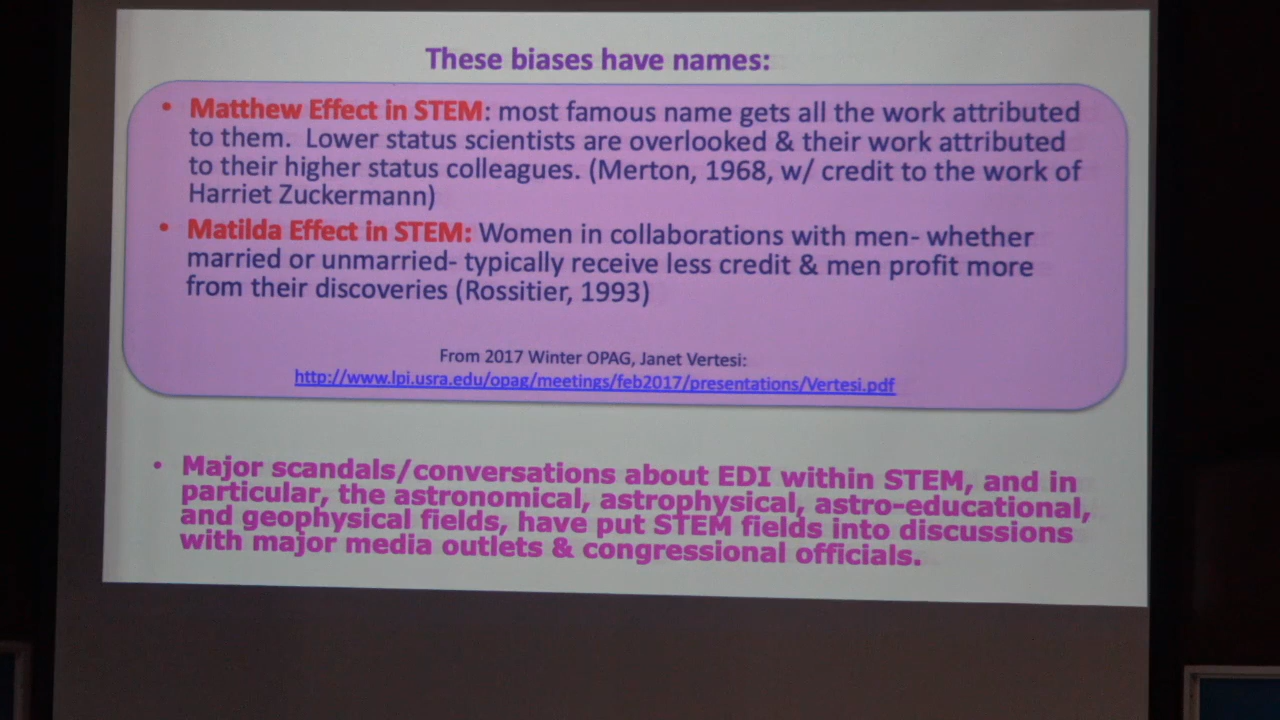 These biases have names:
• Matthew Effect in STEM: most famous name gets all the work attributed
to them. Lower status scientists are overlooked & their work attributed
to their higher status colleagues. (Merton, 1968, w/ credit to the work of
Harriet Zuckermann)
• Matilda Effect in STEM: Women in collaborations with men- whether
married or unmarried- typically receive less credit & men profit more
from their discoveries (Rossitier, 1993)
From 2017 Winter OPAG, Janet Vertesi:
http://www.lpi.usra.edu/opag/meetings/feb2017/presentations/Vertesi.pdf
• Major scandals/conversations about EDI within STEM, and in
particular, the astronomical, astrophysical, astro-educational,
and geophysical fields, have put STEM fields into discussions
with major media outlets & congressional officials.